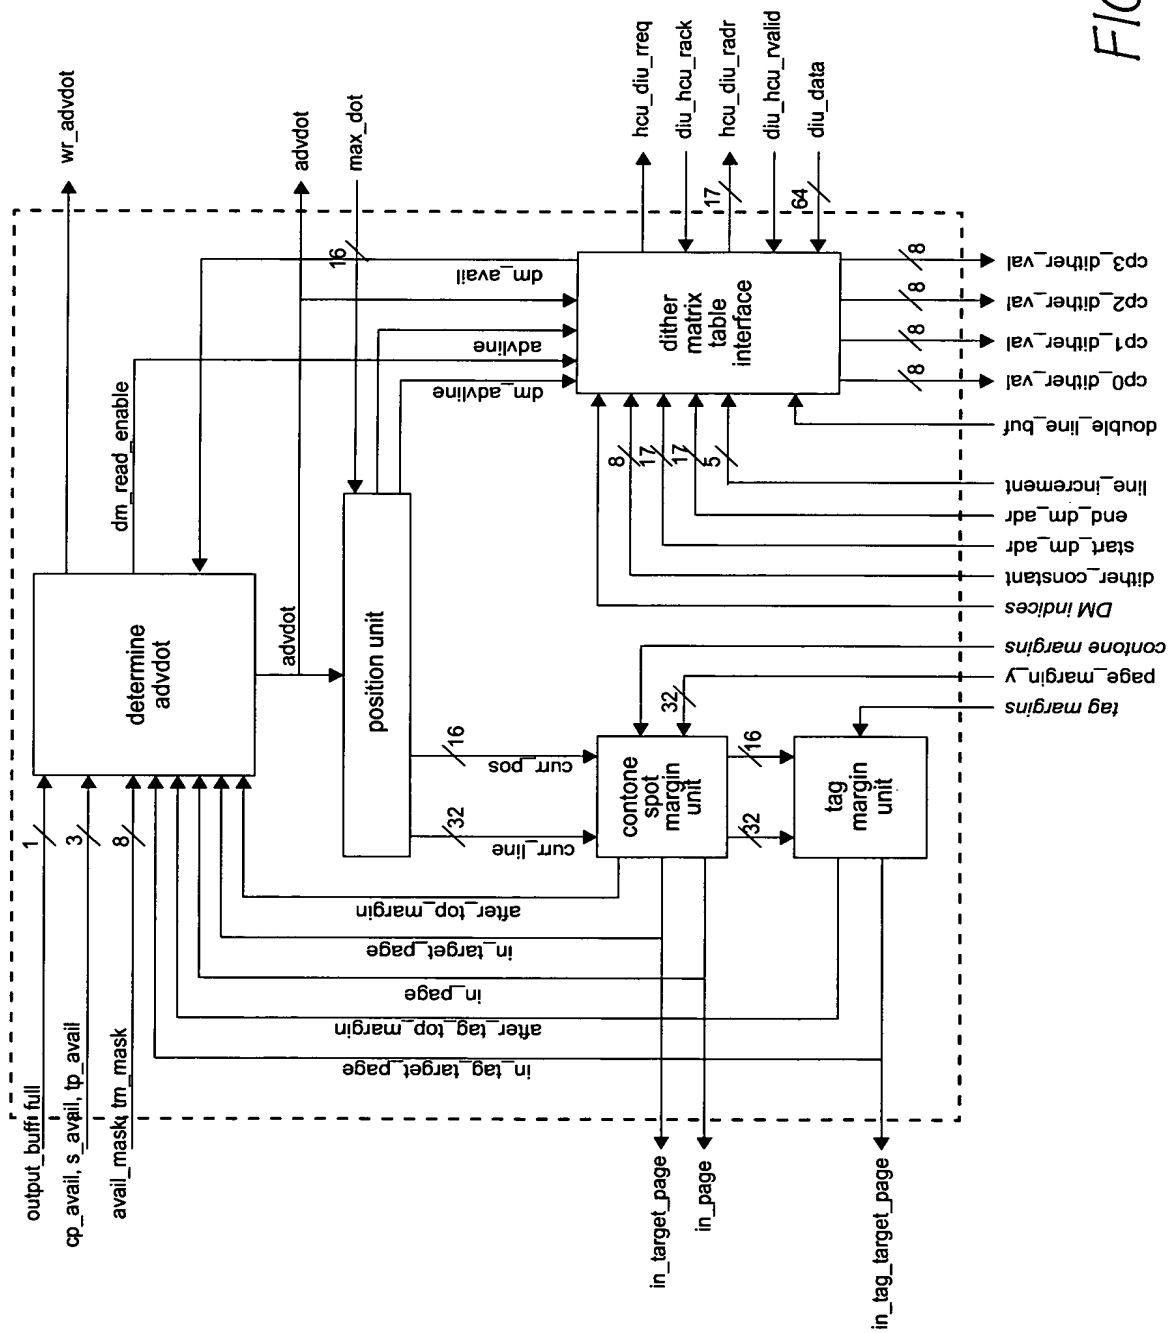 FIG
wr_advdot
advdot
max_dot
16
hcu_diu_rreq
diu_hcu_rack
hcu_diu_radr
17
diu_hcu_rvalid
diu_data
64
output_buff_full
1
cp_avail, s_avail, tp_avail
3
avail_mask, tm_mask
8
determine
advdot
dm_read_enable
dm_avail
advdot
position unit
advline
dm_advline
dither
matrix
table
interface
8
cp3_dither_val
8
cp2_dither_val
8
cp1_dither_val
8
cp0_dither_val
double_line_buf
5
line_increment
17
end_dm_adr
17
start_dm_adr
8
dither_constant
DM indices
contone margins
32
page_margin_y
tag margins
16
curr_pos
32
curr_line
contone
spot
margin
unit
16
32
tag
margin
unit
after_top_margin
in_target_page
in_page
after_tag_top_margin
in_tag_target_page
in_target_page
in_page
in_tag_target_page